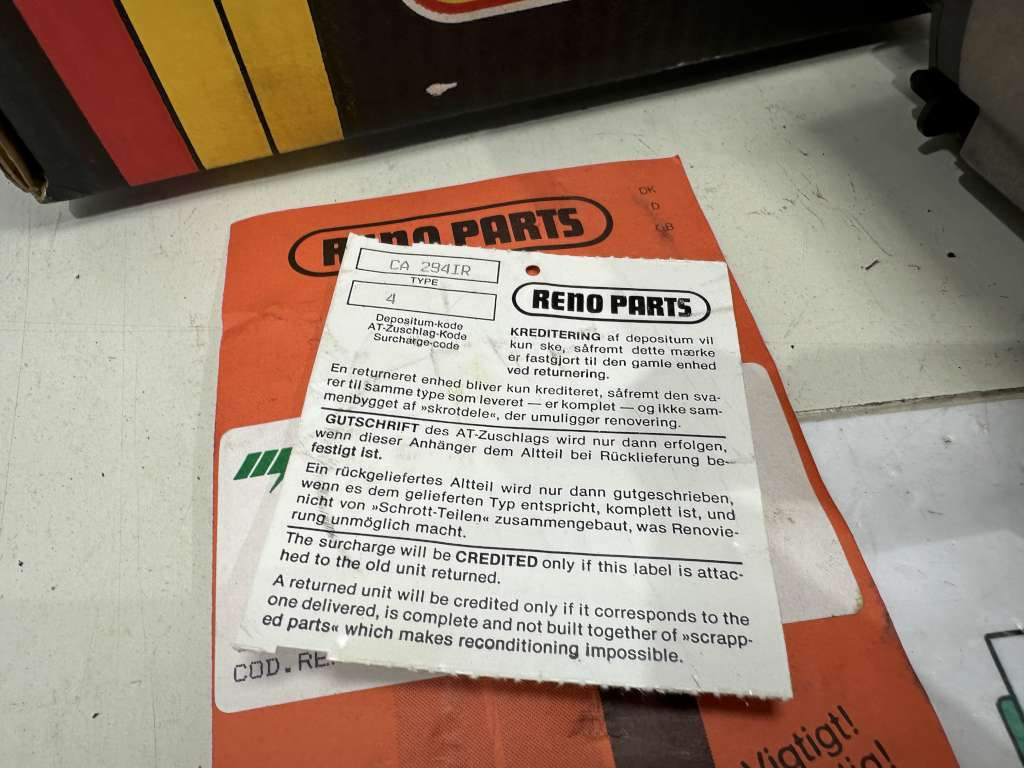 DK
D
GB
RENO PARTS
CA 294IR
TYPE
4
Depositum-kode
AT-Zuschlag-Kode
Surcharge-code
RENO PARTS
KREDITERING af depositum vil
kun ske, såfremt dette mærke
er fastgjort til den gamle enhed
ved returnering.
En returneret enhed bliver kun krediteret, såfremt den sva-
rer til samme type som leveret — er komplet — og ikke sam-
menbygget af »skrotdele«, der umuliggør renovering.
GUTSCHRIFT des AT-Zuschlags wird nur dann erfolgen,
wenn dieser Anhänger dem Altteil bei Rücklieferung be-
festigt ist.
Ein rückgeliefertes Altteil wird nur dann gutgeschrieben,
wenn es dem gelieferten Typ entspricht, komplett ist, und
nicht von »Schrott-Teilen« zusammengebaut, was Renovie-
rung unmöglich macht.
The surcharge will be CREDITED only if this label is attac-
hed to the old unit returned.
A returned unit will be credited only if it corresponds to the
one delivered, is complete and not built together of »scrapp-
ed parts« which makes reconditioning impossible.
COD.RE
Vigtigt!